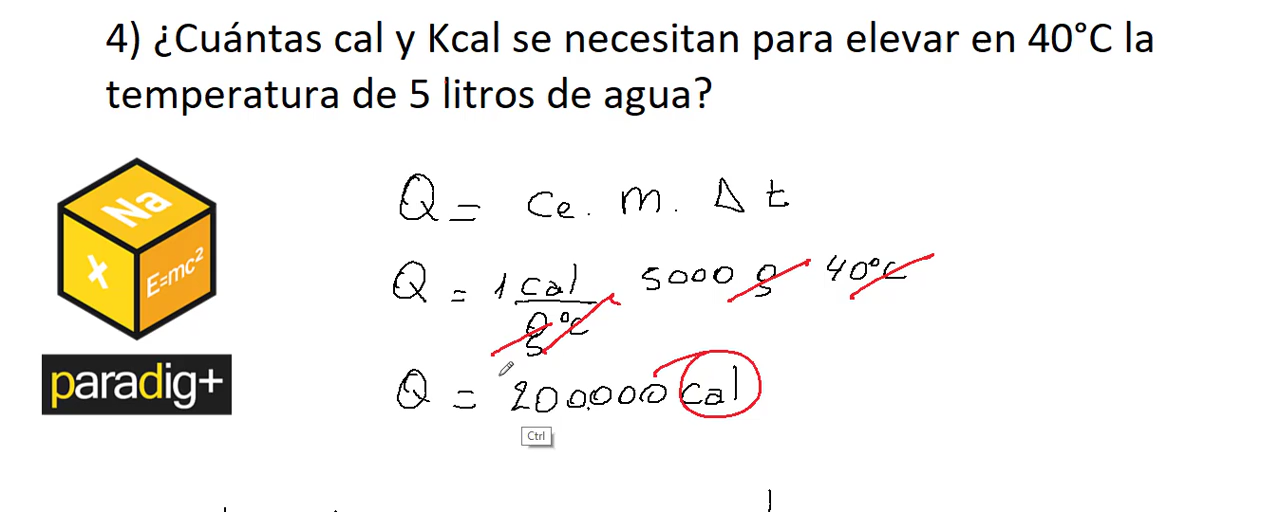 4) ¿Cuántas cal y Kcal se necesitan para elevar en 40°C la
temperatura de 5 litros de agua?
Na
x
E=mc²
paradig+
Q = Ce . m . Δ t
Q = 1 cal 5000 g 40°C
g °C
Q = 200.000 cal
Ctrl